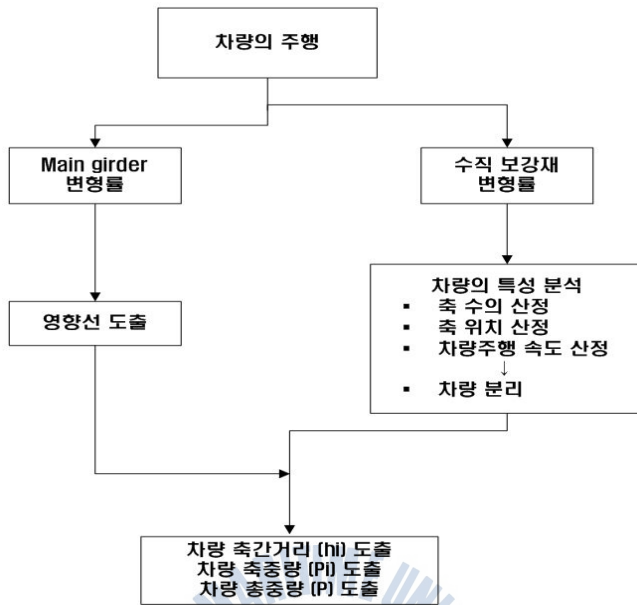 차량의 주행
Main girder
변형률
수직 보강재
변형률
영향선 도출
차량의 특성 분석
▪ 축 수의 산정
▪ 축 위치 산정
▪ 차량주행 속도 산정
↓
▪ 차량 분리
차량 축간거리 (hi) 도출
차량 축중량 (Pi) 도출
차량 총중량 (P) 도출